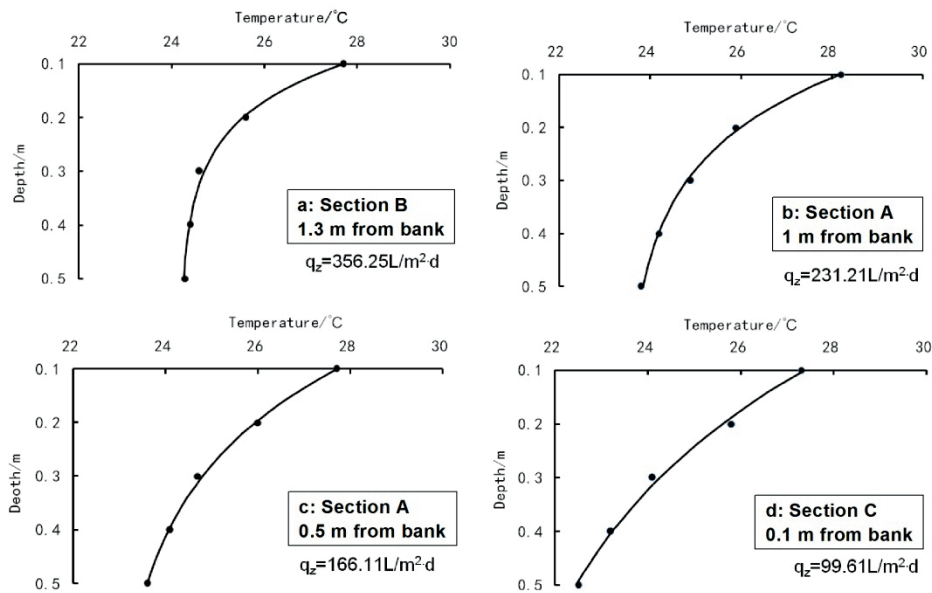 Temperature/℃
22 24 26 28 30
0.1
0.2
0.3
0.4
0.5
Depth/m
a: Section B
1.3 m from bank
qz=356.25L/m²·d
Temperature/℃
22 24 26 28 30
0.1
0.2
0.3
0.4
0.5
Depth/m
b: Section A
1 m from bank
qz=231.21L/m²·d
Temperature/℃
22 24 26 28 30
0.1
0.2
0.3
0.4
0.5
Deoth/m
c: Section A
0.5 m from bank
qz=166.11L/m²·d
Temperature/℃
22 24 26 28 30
0.1
0.2
0.3
0.4
0.5
Depth/m
d: Section C
0.1 m from bank
qz=99.61L/m²·d